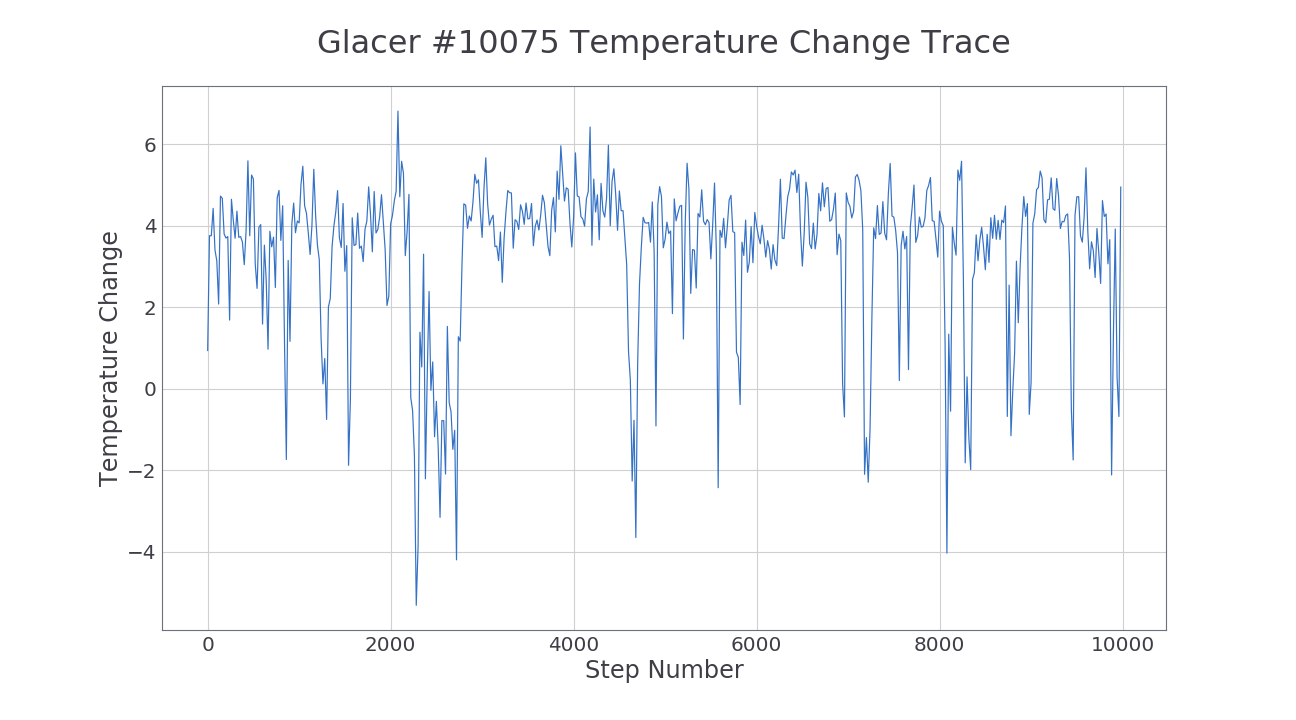 Glacer #10075 Temperature Change Trace
Temperature Change
6
4
2
0
−2
−4
0 2000 4000 6000 8000 10000
Step Number